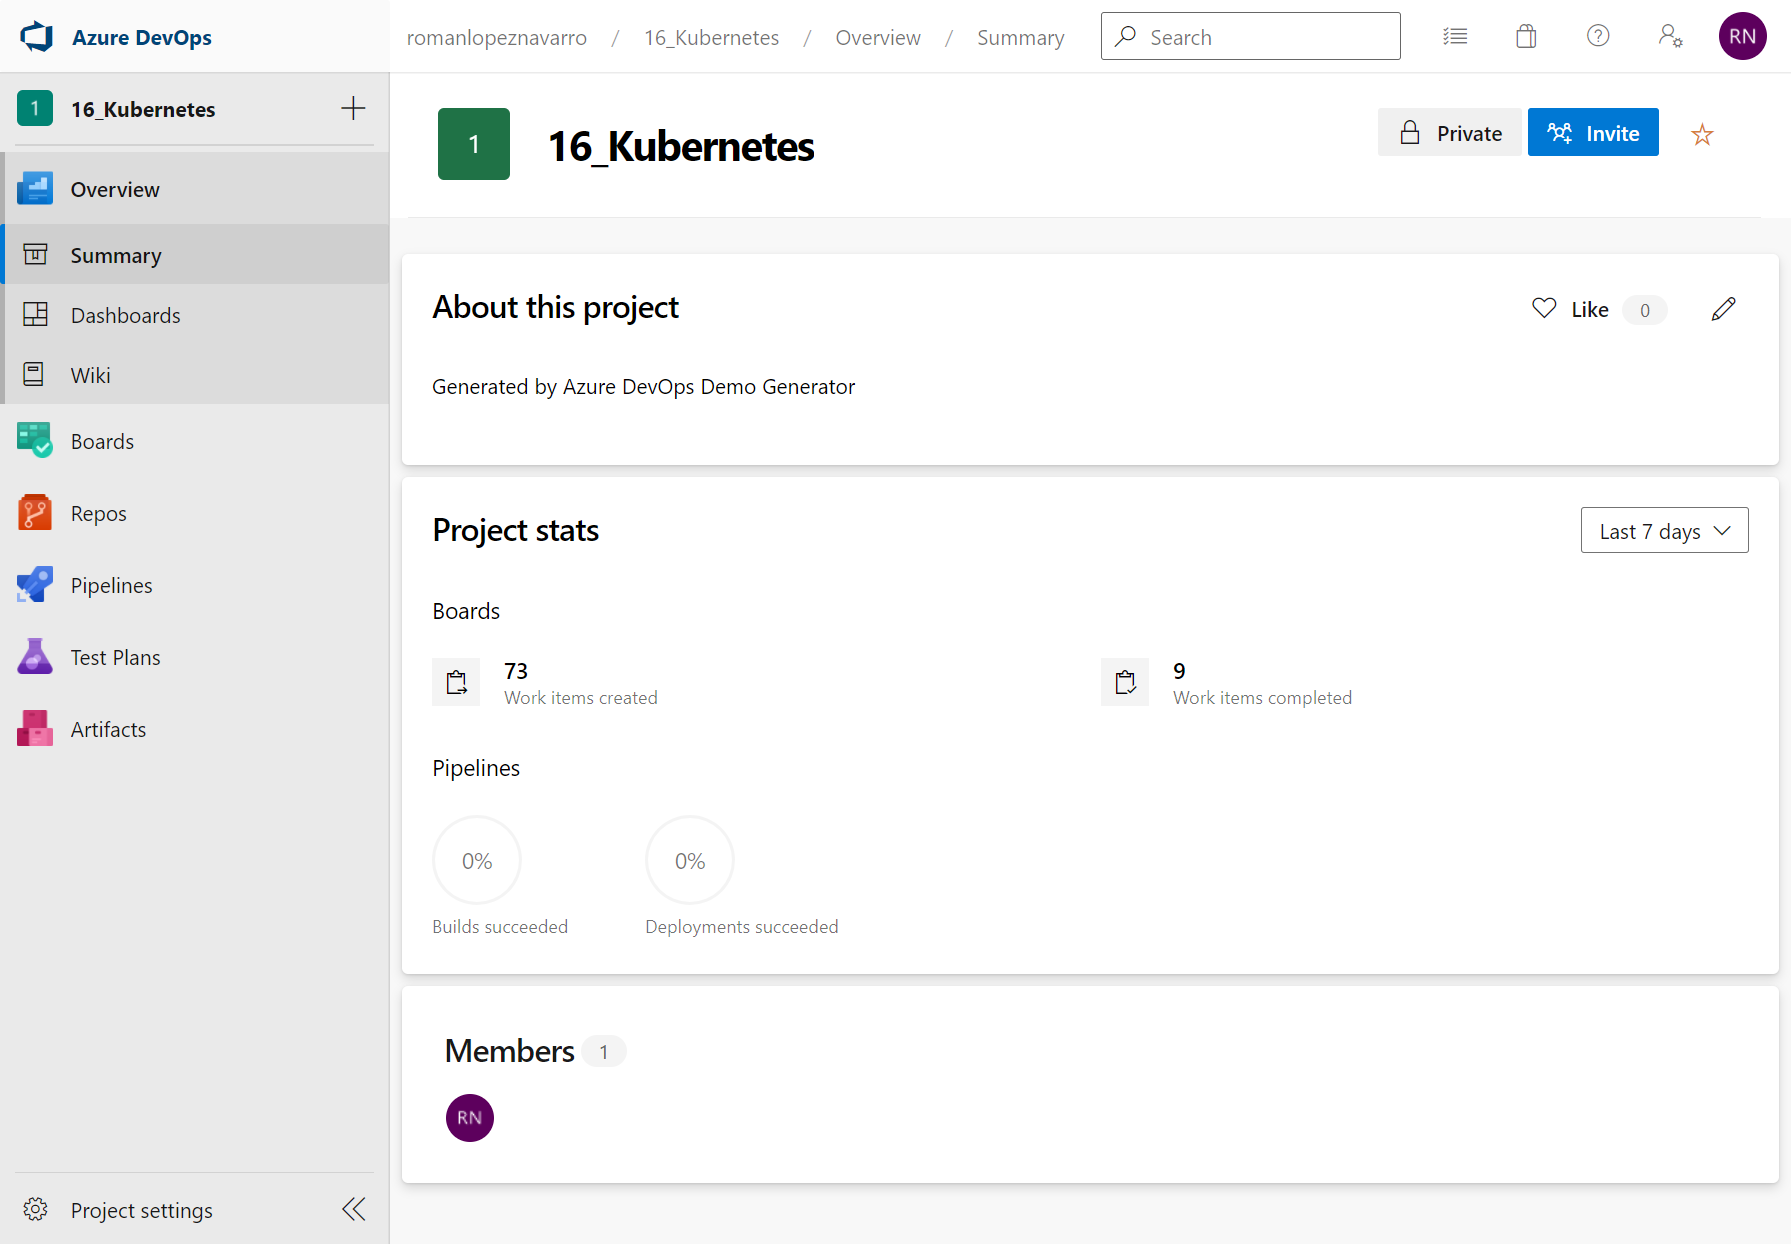 Azure DevOps
romanlopeznavarro / 16_Kubernetes / Overview / Summary
Search
RN
1 16_Kubernetes
Overview
Summary
Dashboards
Wiki
Boards
Repos
Pipelines
Test Plans
Artifacts
Project settings
1 16_Kubernetes
Private
Invite
About this project
Like 0
Generated by Azure DevOps Demo Generator
Project stats
Last 7 days
Boards
73
Work items created
9
Work items completed
Pipelines
0%
Builds succeeded
0%
Deployments succeeded
Members 1
RN